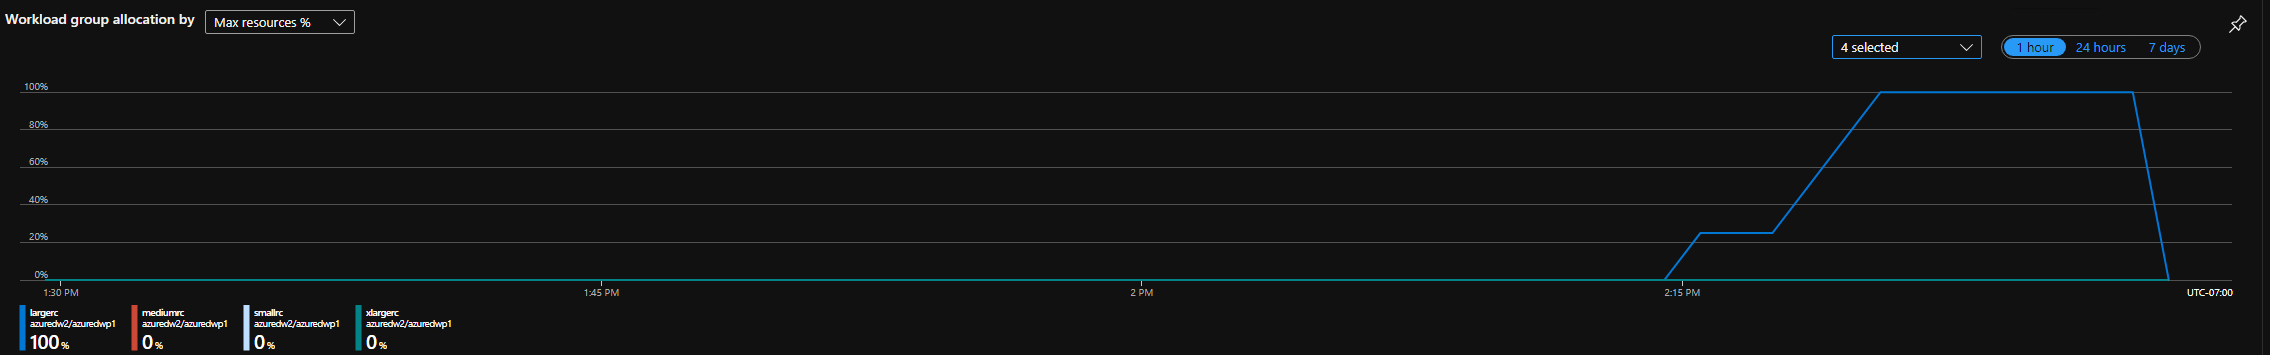 Workload group allocation by
Max resources %
4 selected
1 hour 24 hours 7 days
100%
80%
60%
40%
20%
0%
1:30 PM 1:45 PM 2 PM 2:15 PM UTC-07:00
largerc
azuredw2/azuredwp1
100 %
mediumrc
azuredw2/azuredwp1
0 %
smallrc
azuredw2/azuredwp1
0 %
xlargerc
azuredw2/azuredwp1
0 %